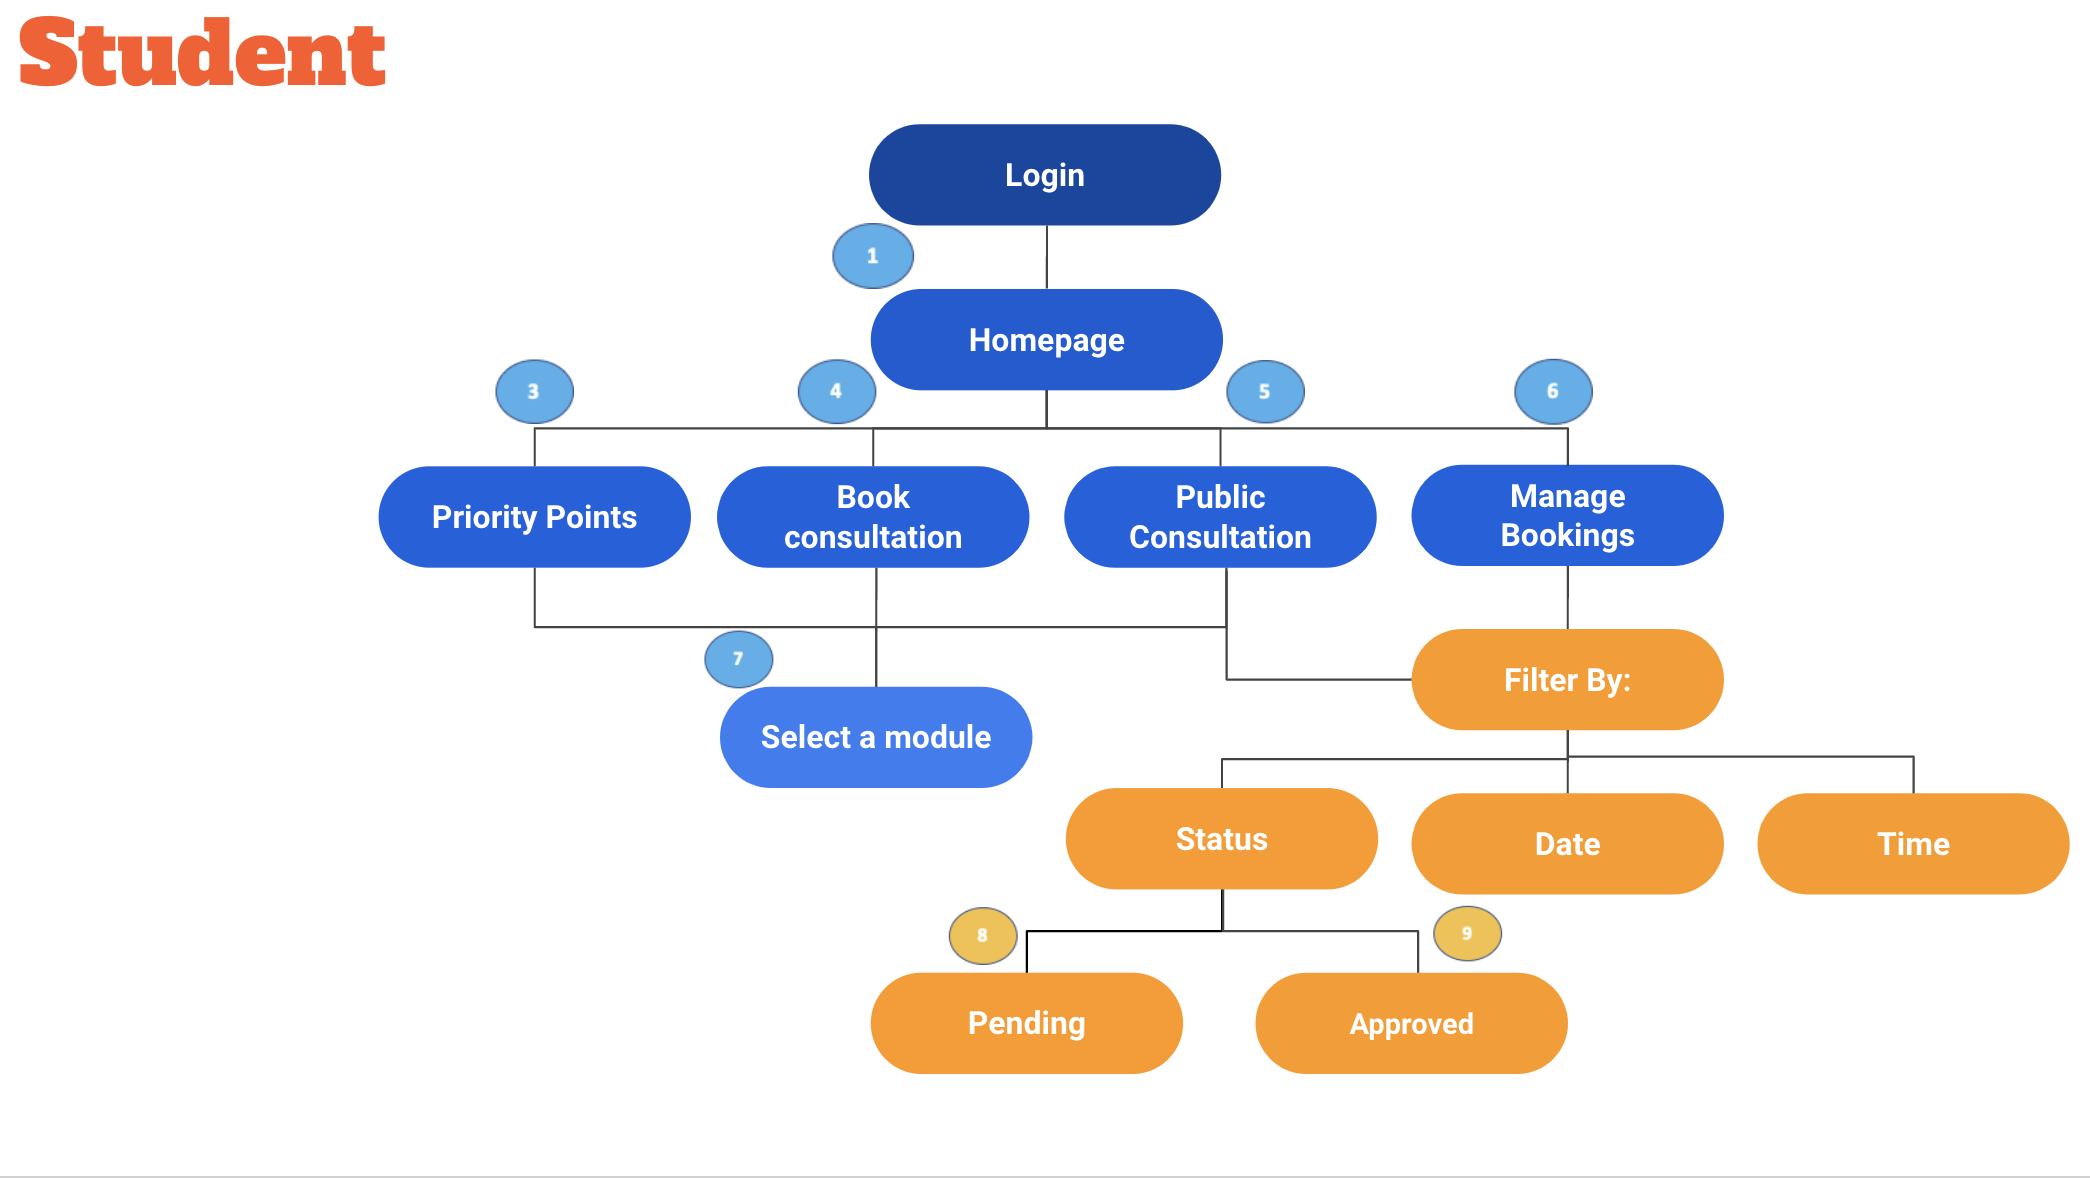 Student
Login
1
Homepage
3
4
5
6
Priority Points
Book
consultation
Public
Consultation
Manage
Bookings
7
Filter By:
Select a module
Status
Date
Time
8
9
Pending
Approved